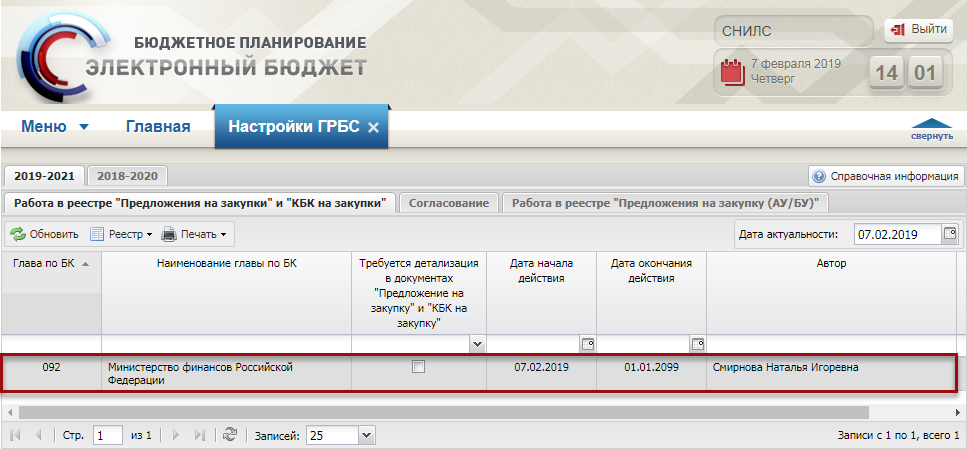 БЮДЖЕТНОЕ ПЛАНИРОВАНИЕ
ЭЛЕКТРОННЫЙ БЮДЖЕТ
СНИЛС
Выйти
7 февраля 2019
Четверг
14 01
Меню Главная Настройки ГРБС
свернуть
2019-2021 2018-2020
Справочная информация
Работа в реестре "Предложения на закупки" и "КБК на закупки" Согласование Работа в реестре "Предложения на закупку (АУ/БУ)"
Обновить Реестр Печать
Дата актуальности: 07.02.2019
Глава по БК
Наименование главы по БК
Требуется детализация
в документах
"Предложение на
закупку" и "КБК на
закупку"
Дата начала
действия
Дата окончания
действия
Автор
092
Министерство финансов Российской
Федерации
07.02.2019
01.01.2099
Смирнова Наталья Игоревна
Стр. 1 из 1
Записей: 25
Записи с 1 по 1, всего 1